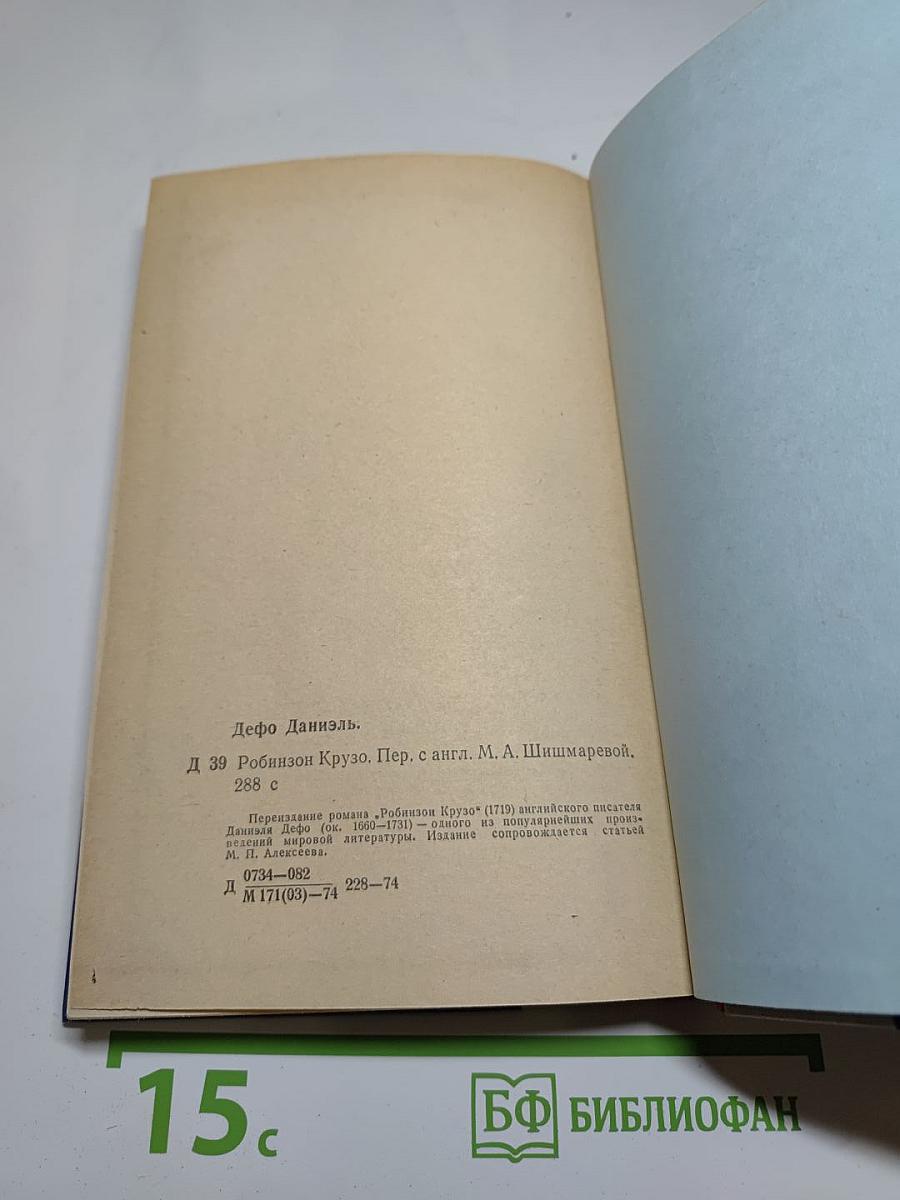 Дефо Даниэль.
Д 39 Робинзон Крузо. Пер. с англ. М. А. Шишмаревой.
288 с
Переиздание романа „Робинзон Крузо“ (1719) английского писателя
Даниэля Дефо (ок. 1660—1731) — одного из популярнейших произ-
ведений мировой литературы. Издание сопровождается статьей
М. П. Алексеева.
Д 0734—082
М 171(03)—74 228—74
15 с
БФ БИБЛИОФАН